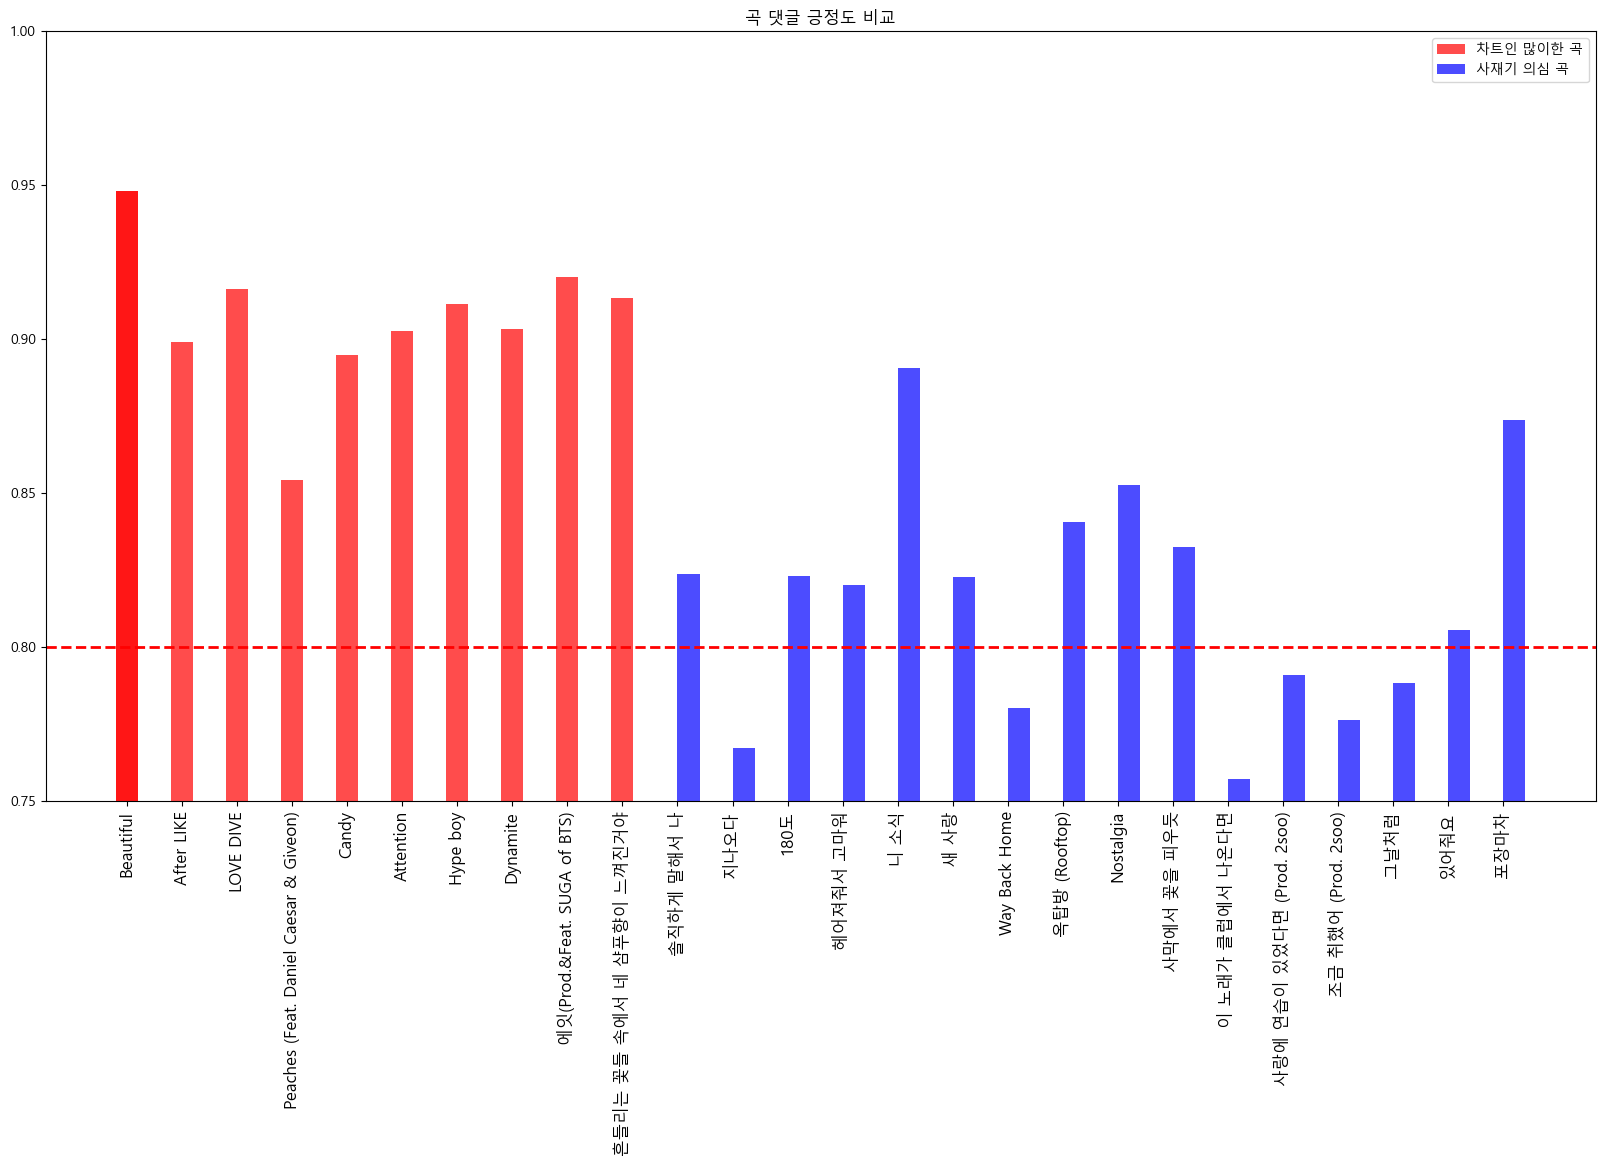 곡 댓글 긍정도 비교
차트인 많이한 곡
사재기 의심 곡
1.00
0.95
0.90
0.85
0.80
0.75
Beautiful
After LIKE
LOVE DIVE
Peaches (Feat. Daniel Caesar & Giveon)
Candy
Attention
Hype boy
Dynamite
에잇(Prod.&Feat. SUGA of BTS)
흔들리는 꽃들 속에서 네 샴푸향이 느껴진거야
솔직하게 말해서 나
지나오다
180도
헤어져줘서 고마워
니 소식
새 사랑
Way Back Home
옥탑방 (Rooftop)
Nostalgia
사막에서 꽃을 피우듯
이 노래가 클럽에서 나온다면
사랑에 연습이 있었다면 (Prod. 2soo)
조금 취했어 (Prod. 2soo)
그날처럼
있어줘요
포장마차